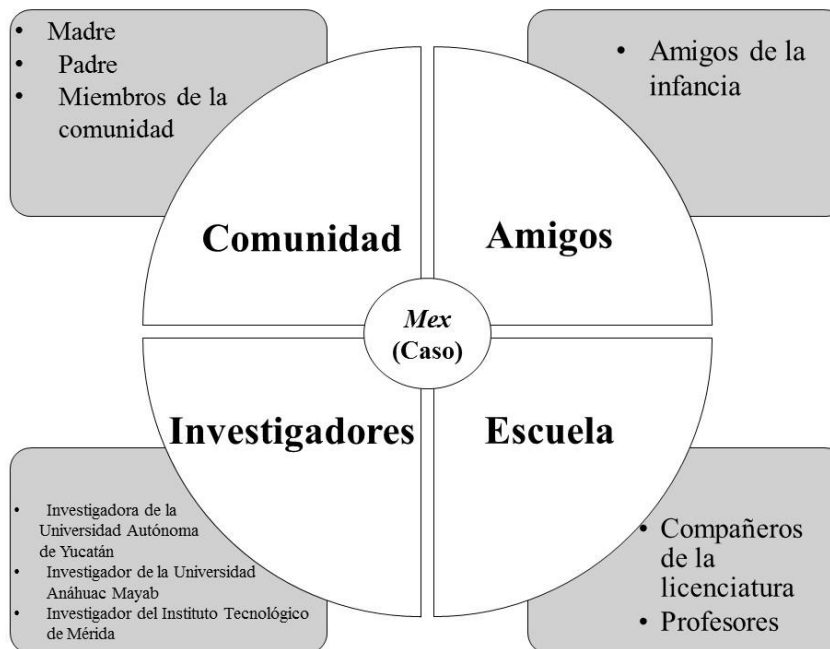 • Madre
• Padre
• Miembros de la
comunidad
• Amigos de la
infancia
Comunidad
Amigos
Mex
(Caso)
Investigadores
Escuela
• Investigadora de la
Universidad Autónoma
de Yucatán
• Investigador de la Universidad
Anáhuac Mayab
• Investigador del Instituto Tecnológico
de Mérida
• Compañeros
de la
licenciatura
• Profesores